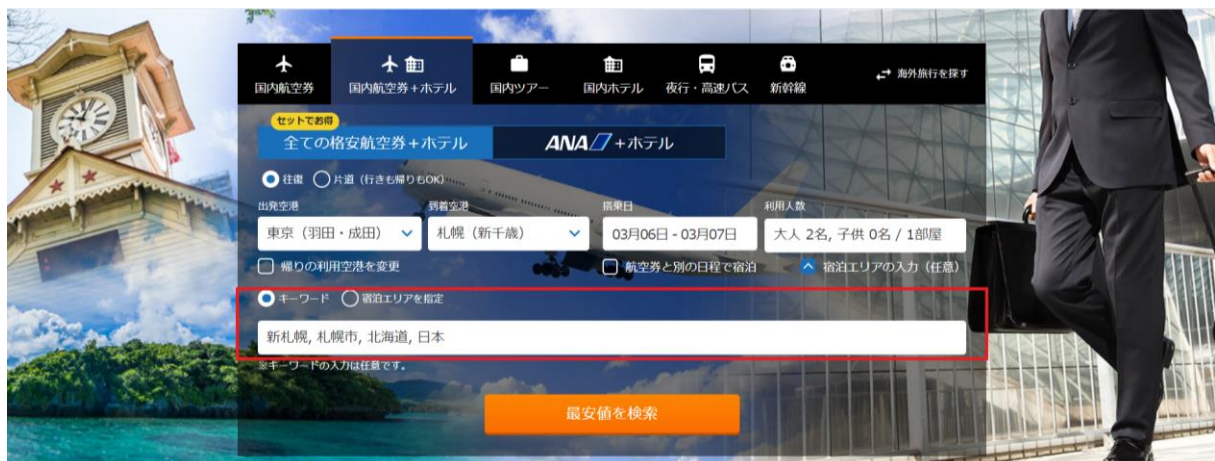 国内航空券
国内航空券+ホテル
国内ツアー
国内ホテル
夜行・高速バス
新幹線
海外旅行を探す
セットでお得
全ての格安航空券+ホテル
ANA+ホテル
往復 片道（行きも帰りもOK）
出発空港 到着空港 搭乗日 利用人数
東京（羽田・成田） 札幌（新千歳） 03月06日 - 03月07日 大人 2名, 子供 0名 / 1部屋
帰りの利用空港を変更 航空券と別の日程で宿泊 宿泊エリアの入力（任意）
キーワード 宿泊エリアを指定
新札幌, 札幌市, 北海道, 日本
※キーワードの入力は任意です。
最安値を検索